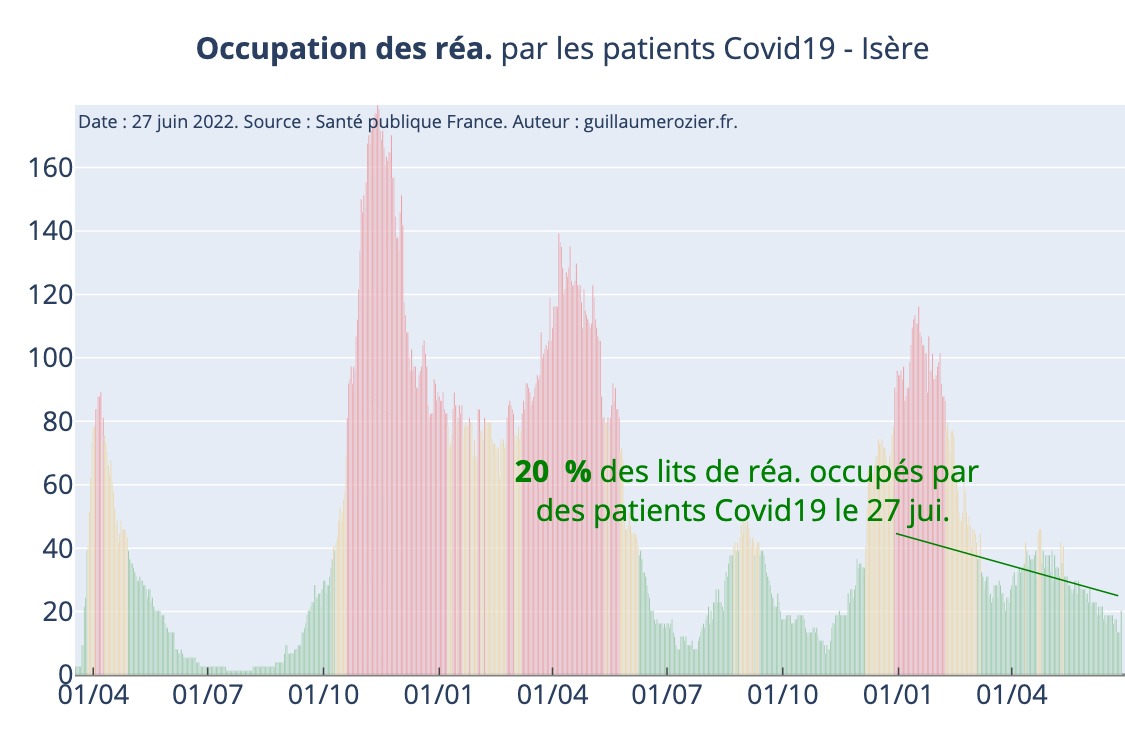 Occupation des réa. par les patients Covid19 - Isère
Date : 27 juin 2022. Source : Santé publique France. Auteur : guillaumerozier.fr.
160
140
120
100
80
60
40
20
0
20 % des lits de réa. occupés par
des patients Covid19 le 27 jui.
01/04 01/07 01/10 01/01 01/04 01/07 01/10 01/01 01/04